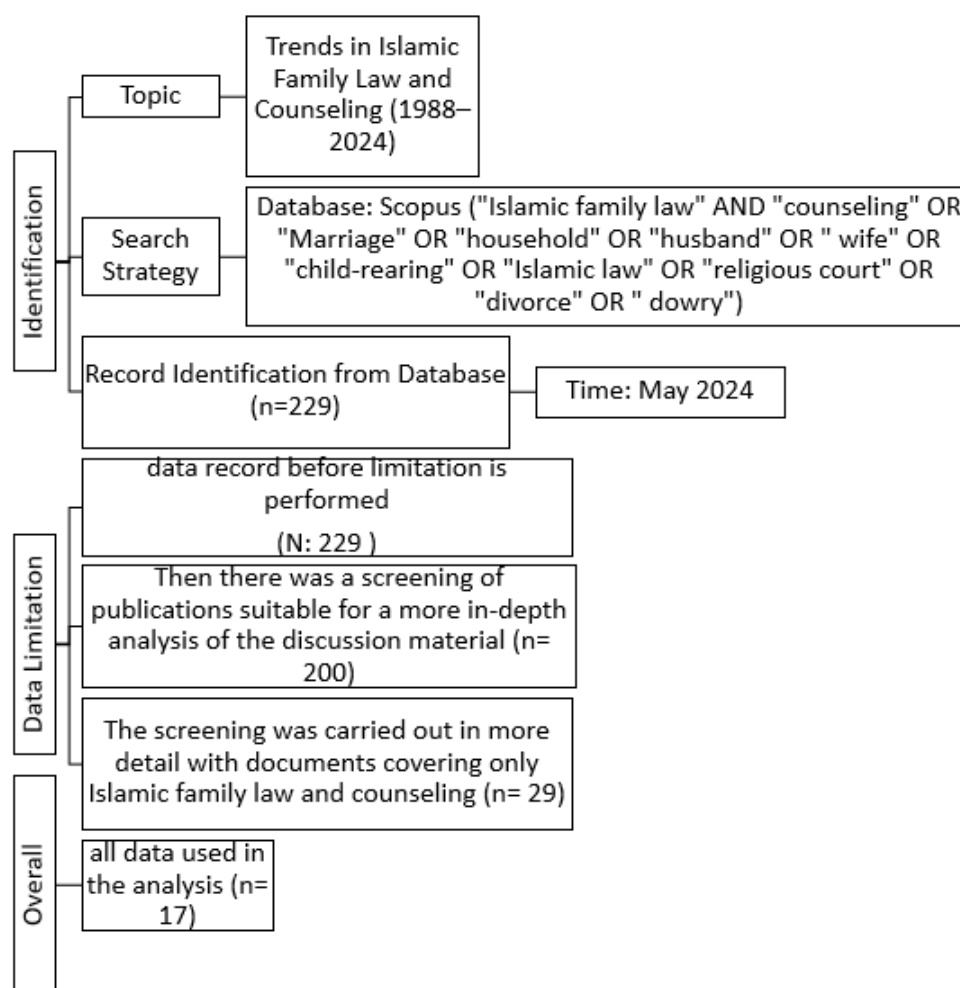 Identification
Topic
Trends in Islamic
Family Law and
Counseling (1988–
2024)
Search
Strategy
Database: Scopus ("Islamic family law" AND "counseling" OR
"Marriage" OR "household" OR "husband" OR " wife" OR
"child-rearing" OR "Islamic law" OR "religious court" OR
"divorce" OR " dowry")
Record Identification from Database
(n=229)
Time: May 2024
Data Limitation
data record before limitation is
performed
(N: 229 )
Then there was a screening of
publications suitable for a more in-depth
analysis of the discussion material (n=
200)
The screening was carried out in more
detail with documents covering only
Islamic family law and counseling (n= 29)
Overall
all data used in
the analysis (n=
17)